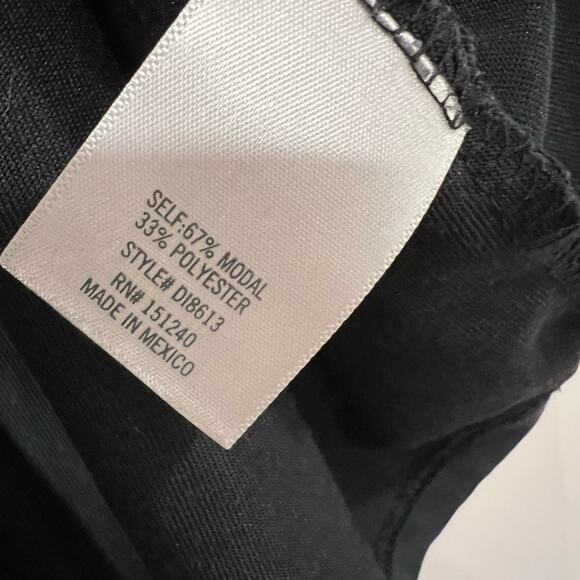 SELF:67% MODAL
33% POLYESTER
STYLE# DI8613
RN# 151240
MADE IN MEXICO